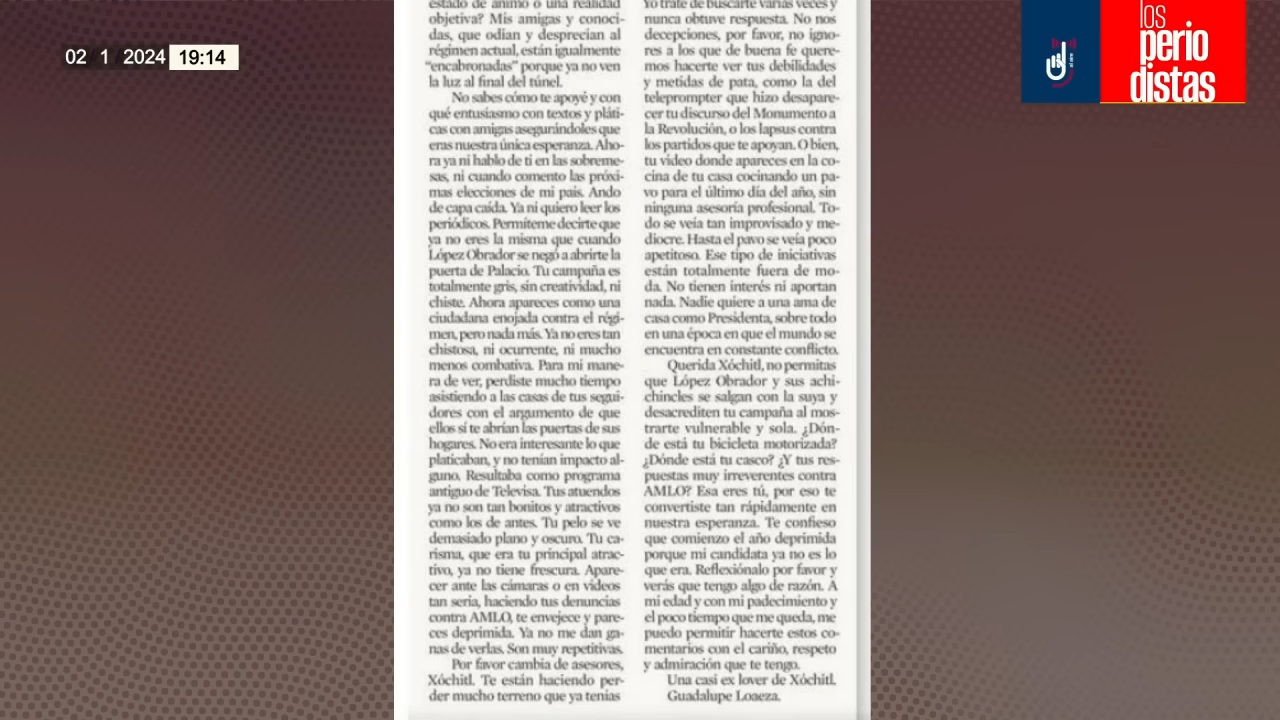 02 1 2024 19:14
los
perio
distas
al aire
estado de ánimo o una realidad
objetiva? Mis amigas y conoci-
das, que odian y desprecian al
régimen actual, están igualmente
“encabronadas” porque ya no ven
la luz al final del túnel.
No sabes cómo te apoyé y con
qué entusiasmo con textos y pláti-
cas con amigas asegurándoles que
eras nuestra única esperanza. Aho-
ra ya ni hablo de ti en las sobreme-
sas, ni cuando comento las próxi-
mas elecciones de mi país. Ando
de capa caída. Ya ni quiero leer los
periódicos. Permíteme decirte que
ya no eres la misma que cuando
López Obrador se negó a abrirte la
puerta de Palacio. Tu campaña es
totalmente gris, sin creatividad, ni
chiste. Ahora apareces como una
ciudadana enojada contra el régi-
men, pero nada más. Ya no eres tan
chistosa, ni ocurrente, ni mucho
menos combativa. Para mi mane-
ra de ver, perdiste mucho tiempo
asistiendo a las casas de tus segui-
dores con el argumento de que
ellos sí te abrían las puertas de sus
hogares. No era interesante lo que
platicaban, y no tenían impacto al-
guno. Resultaba como programa
antiguo de Televisa. Tus atuendos
ya no son tan bonitos y atractivos
como los de antes. Tu pelo se ve
demasiado plano y oscuro. Tu ca-
risma, que era tu principal atrac-
tivo, ya no tiene frescura. Apare-
cer ante las cámaras o en videos
tan seria, haciendo tus denuncias
contra AMLO, te envejece y pare-
ces deprimida. Ya no me dan ga-
nas de verlas. Son muy repetitivas.
Por favor cambia de asesores,
Xóchitl. Te están haciendo per-
der mucho terreno que ya tenías
Yo traté de buscarte varias veces y
nunca obtuve respuesta. No nos
decepciones, por favor, no igno-
res a los que de buena fe quere-
mos hacerte ver tus debilidades
y metidas de pata, como la del
teleprompter que hizo desapare-
cer tu discurso del Monumento a
la Revolución, o los lapsus contra
los partidos que te apoyan. O bien,
tu video donde apareces en la co-
cina de tu casa cocinando un pa-
vo para el último día del año, sin
ninguna asesoría profesional. To-
do se veía tan improvisado y me-
diocre. Hasta el pavo se veía poco
apetitoso. Ese tipo de iniciativas
están totalmente fuera de mo-
da. No tienen interés ni aportan
nada. Nadie quiere a una ama de
casa como Presidenta, sobre todo
en una época en que el mundo se
encuentra en constante conflicto.
Querida Xóchitl, no permitas
que López Obrador y sus achi-
chincles se salgan con la suya y
desacrediten tu campaña al mos-
trarte vulnerable y sola. ¿Dón-
de está tu bicicleta motorizada?
¿Dónde está tu casco? ¿Y tus res-
puestas muy irreverentes contra
AMLO? Esa eres tú, por eso te
convertiste tan rápidamente en
nuestra esperanza. Te confieso
que comienzo el año deprimida
porque mi candidata ya no es lo
que era. Reflexiónalo por favor y
verás que tengo algo de razón. A
mi edad y con mi padecimiento y
el poco tiempo que me queda, me
puedo permitir hacerte estos co-
mentarios con el cariño, respeto
y admiración que te tengo.
Una casi ex lover de Xóchitl.
Guadalupe Loaeza.